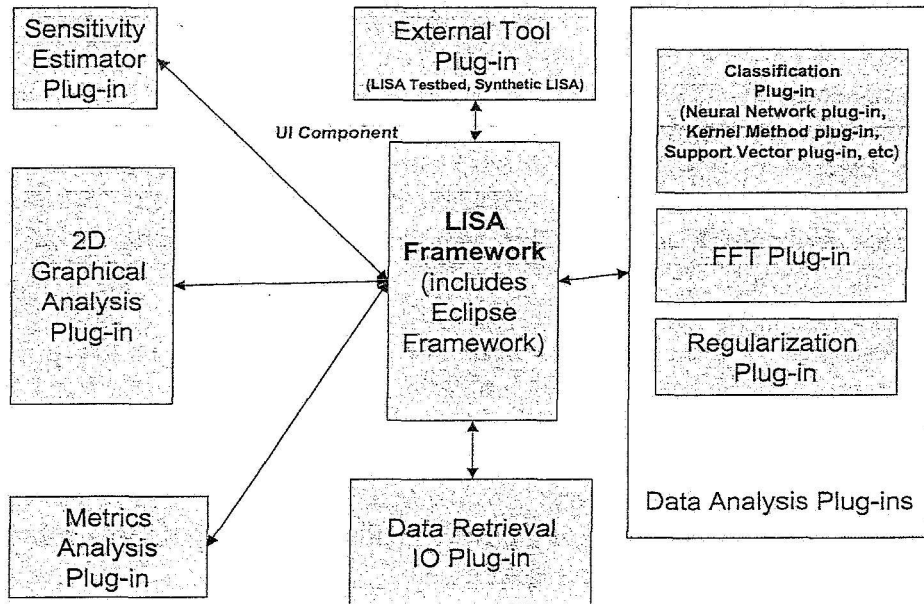 Sensitivity
Estimator
Plug-in
External Tool
Plug-in
(LISA Testbed, Synthetic LISA)
Classification
Plug-in
(Neural Network plug-in,
Kernel Method plug-in,
Support Vector plug-in, etc)
UI Component
2D
Graphical
Analysis
Plug-in
LISA
Framework
(includes
Eclipse
Framework)
FFT Plug-in
Regularization
Plug-in
Data Analysis Plug-ins
Metrics
Analysis
Plug-in
Data Retrieval
IO Plug-in